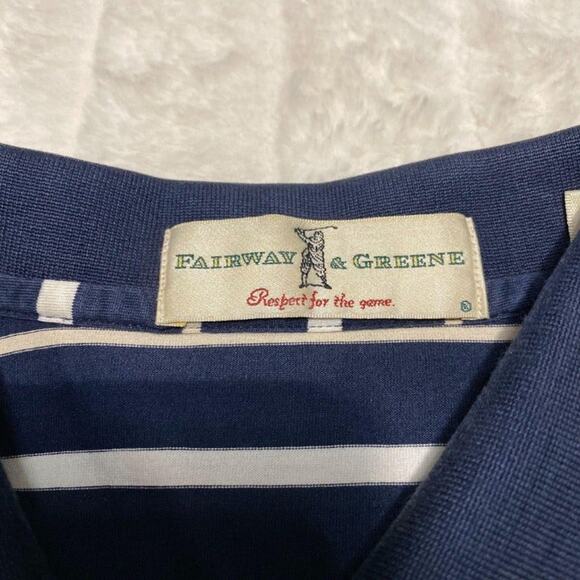 FAIRWAY & GREENE
Respect for the game.
®